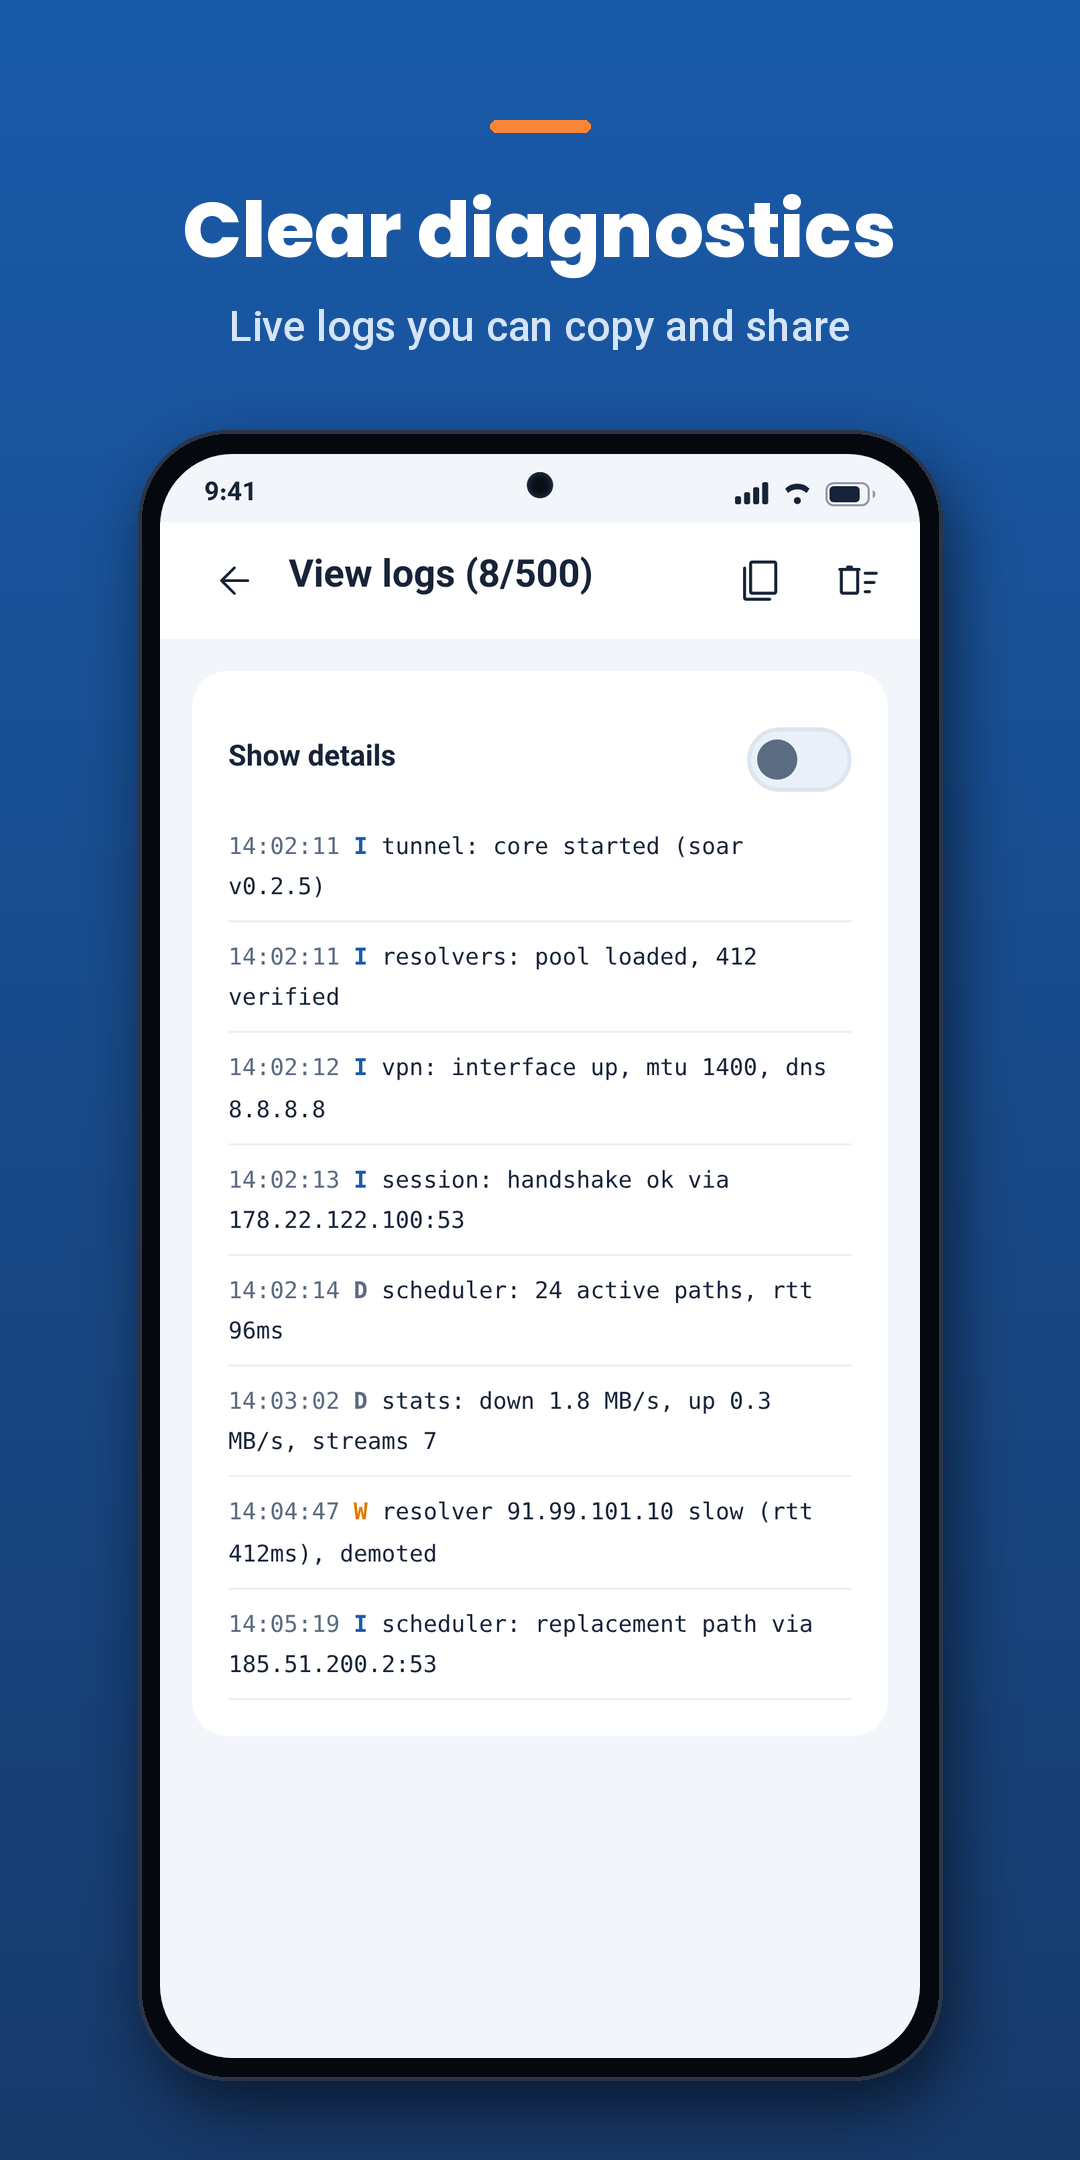 Clear diagnostics
Live logs you can copy and share
9:41
View logs (8/500)
Show details
14:02:11 I tunnel: core started (soar
v0.2.5)
14:02:11 I resolvers: pool loaded, 412
verified
14:02:12 I vpn: interface up, mtu 1400, dns
8.8.8.8
14:02:13 I session: handshake ok via
178.22.122.100:53
14:02:14 D scheduler: 24 active paths, rtt
96ms
14:03:02 D stats: down 1.8 MB/s, up 0.3
MB/s, streams 7
14:04:47 W resolver 91.99.101.10 slow (rtt
412ms), demoted
14:05:19 I scheduler: replacement path via
185.51.200.2:53